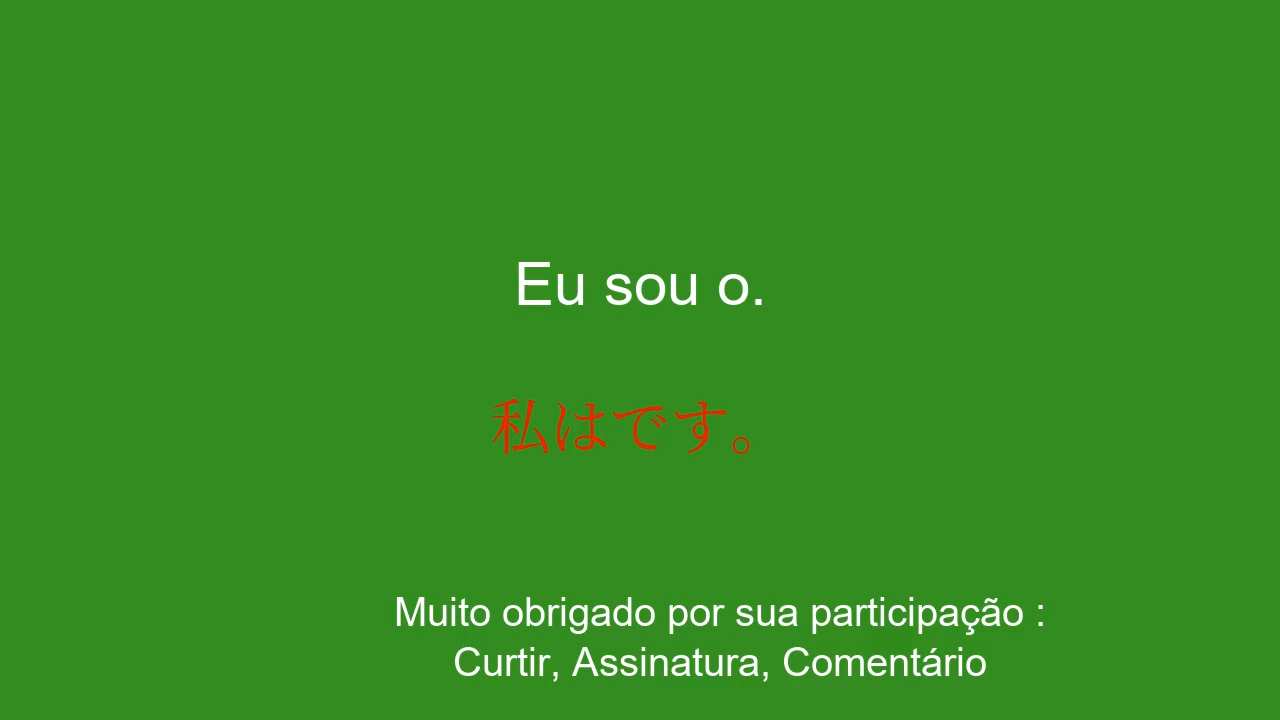 Eu sou o.
私はです。
Muito obrigado por sua participação :
Curtir, Assinatura, Comentário